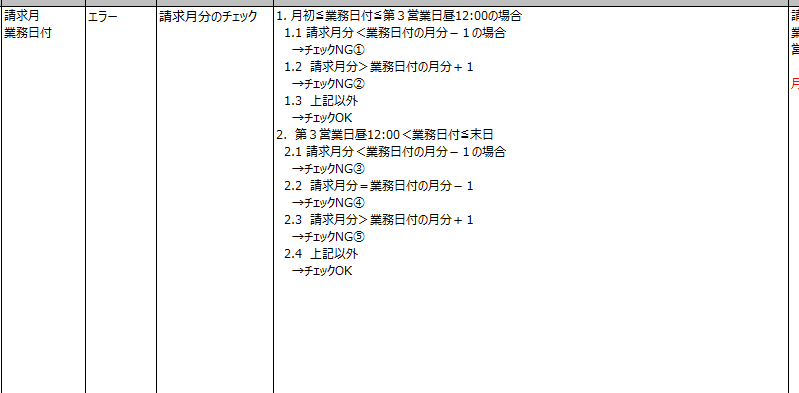 請求月
業務日付
エラー
請求月分のチェック
1. 月初≦業務日付≦第３営業日昼12:00の場合
1.1 請求月分＜業務日付の月分－１の場合
→チェックNG①
1.2 請求月分＞業務日付の月分＋１
→チェックNG②
1.3 上記以外
→チェックOK
2. 第３営業日昼12:00＜業務日付≦末日
2.1 請求月分＜業務日付の月分－１の場合
→チェックNG③
2.2 請求月分＝業務日付の月分－１
→チェックNG④
2.3 請求月分＞業務日付の月分＋１
→チェックNG⑤
2.4 上記以外
→チェックOK